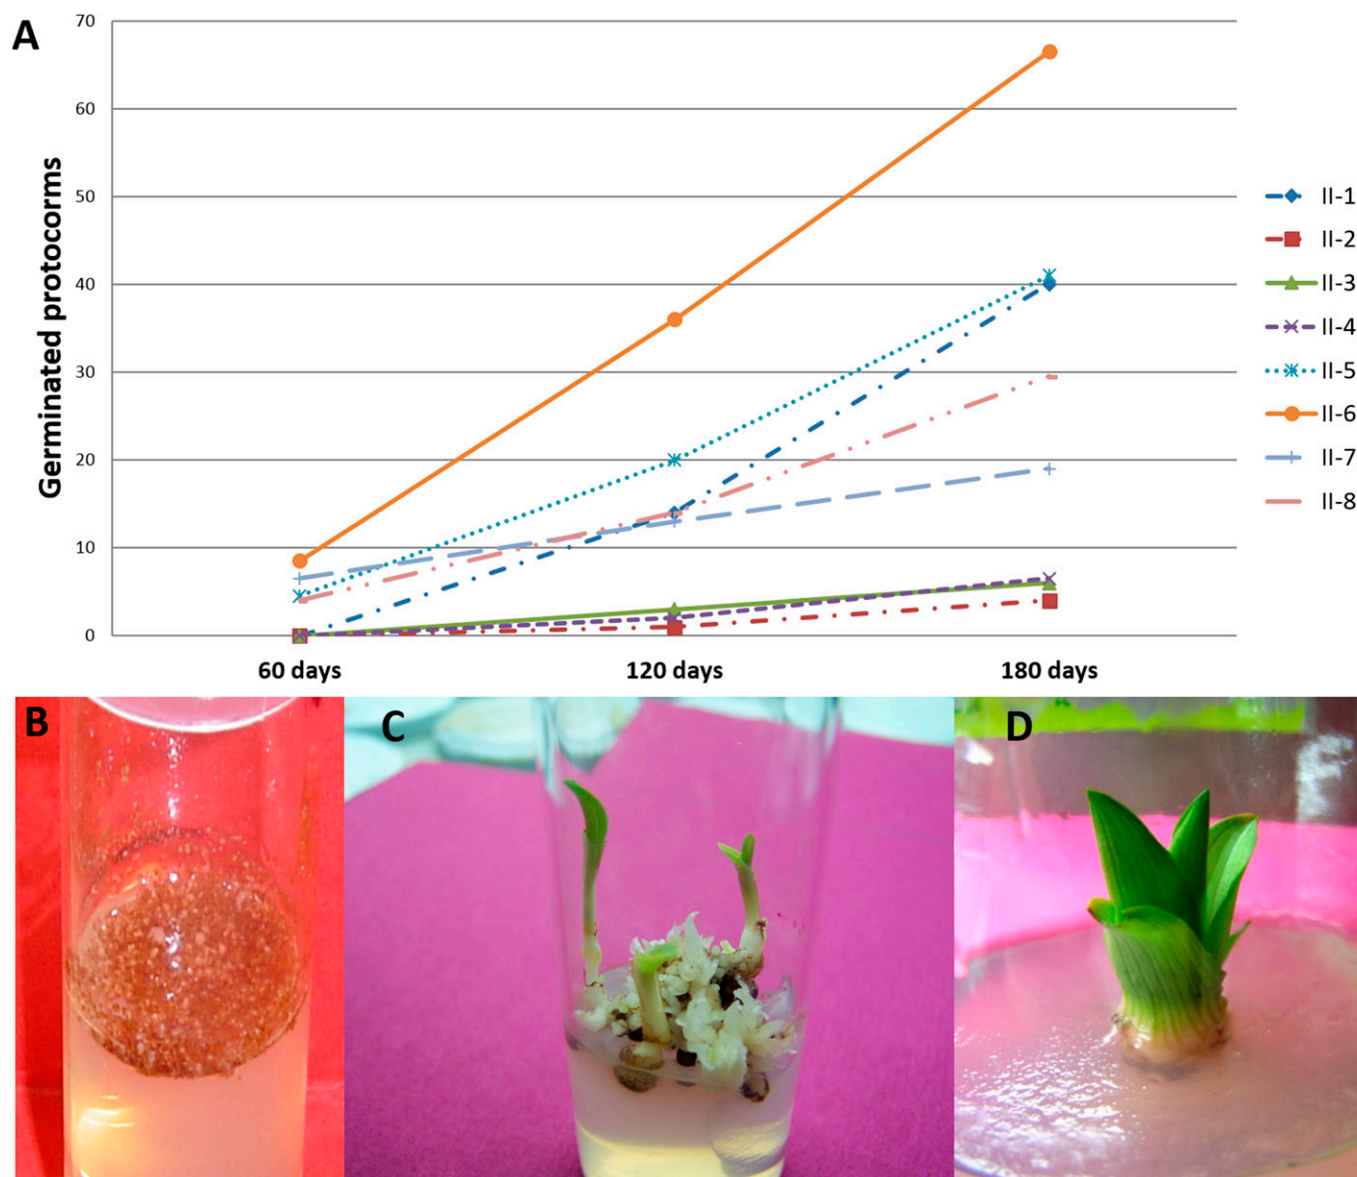 A
70
60
50
40
30
20
10
0
Germinated protocorms
60 days
120 days
180 days
II-1
II-2
II-3
II-4
II-5
II-6
II-7
II-8
B
C
D